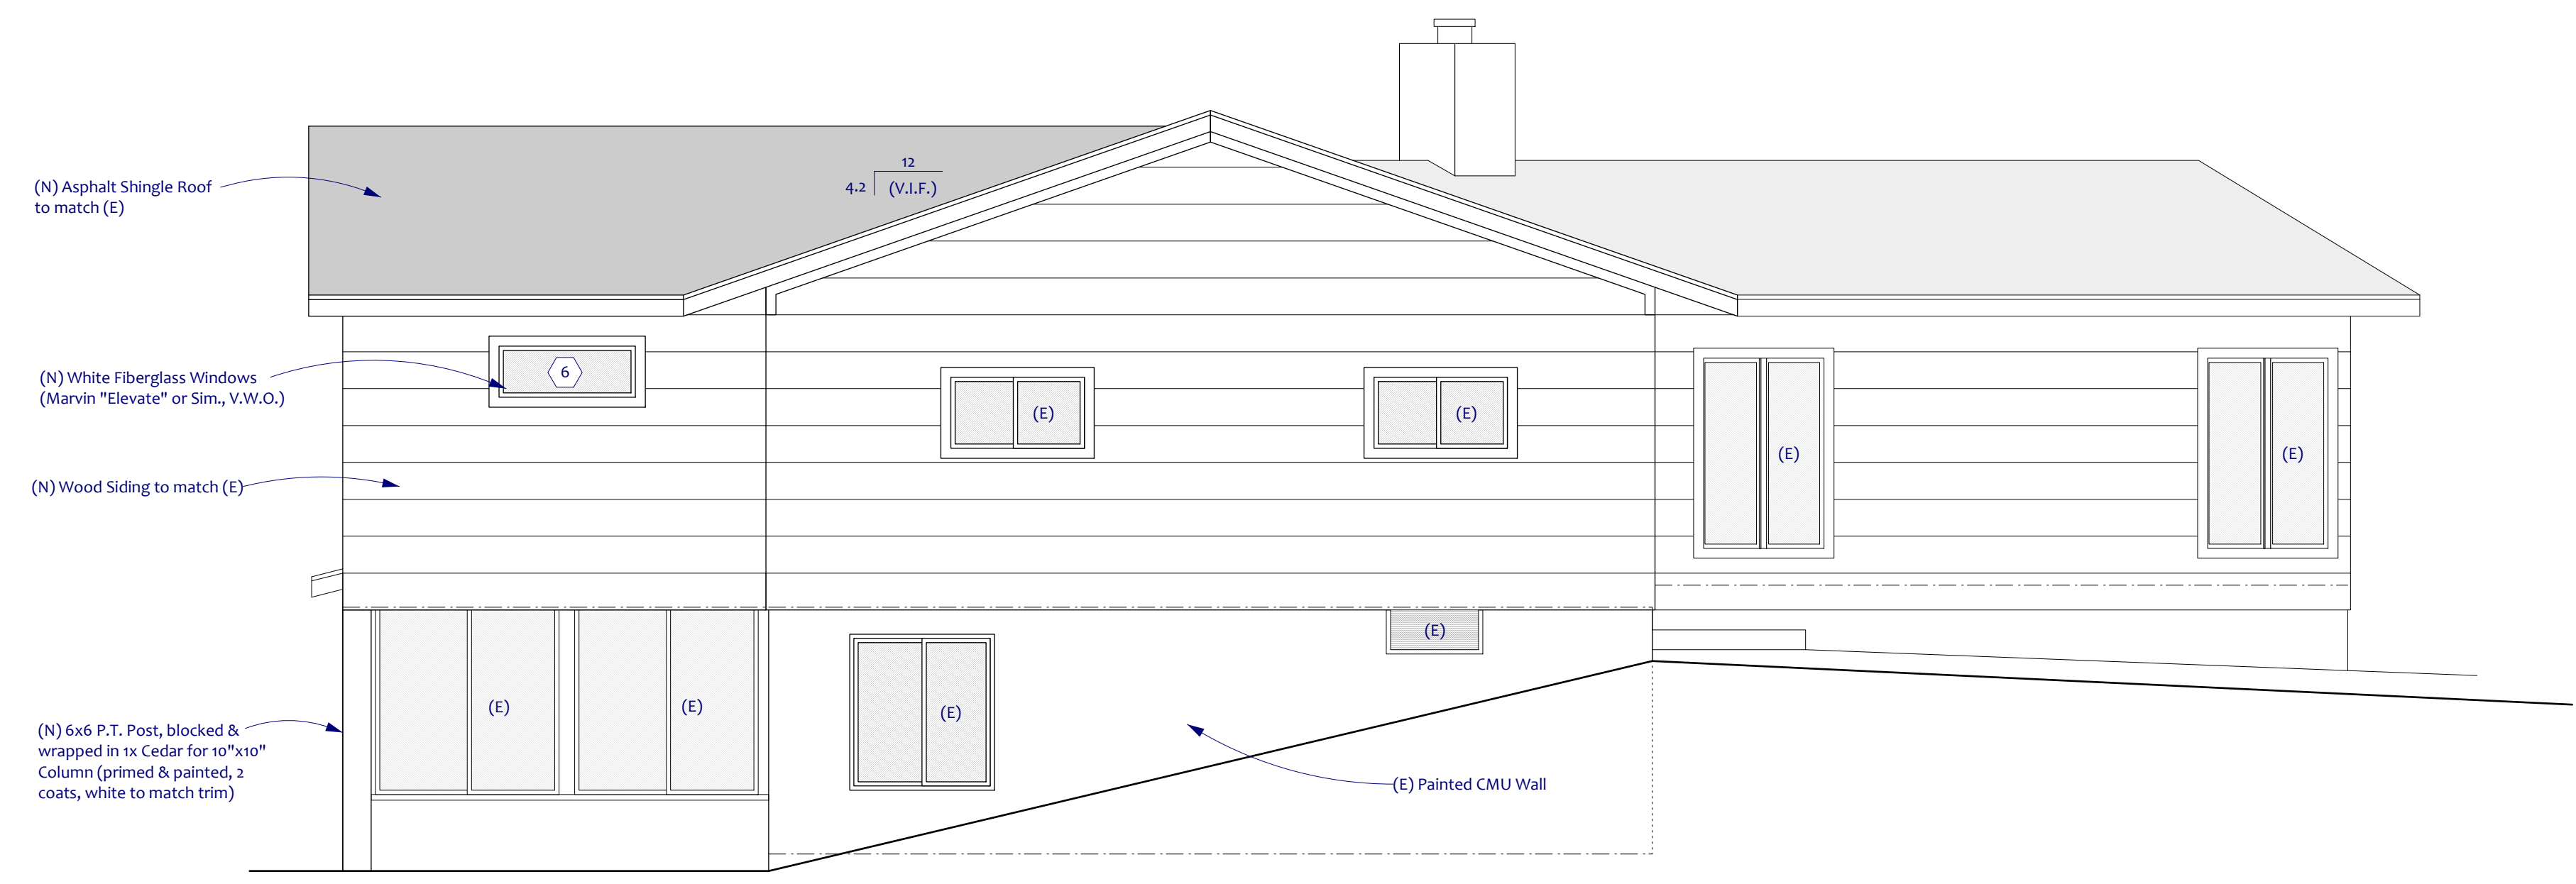 12
4.2
(V.I.F.)
(N) Asphalt Shingle Roof
to match (E)
(N) White Fiberglass Windows
(Marvin "Elevate" or Sim., V.W.O.)
6
(E)
(E)
(E)
(E)
(N) Wood Siding to match (E)
(E)
(E)
(E)
(E)
(N) 6x6 P.T. Post, blocked &
wrapped in 1x Cedar for 10"x10"
Column (primed & painted, 2
coats, white to match trim)
(E) Painted CMU Wall